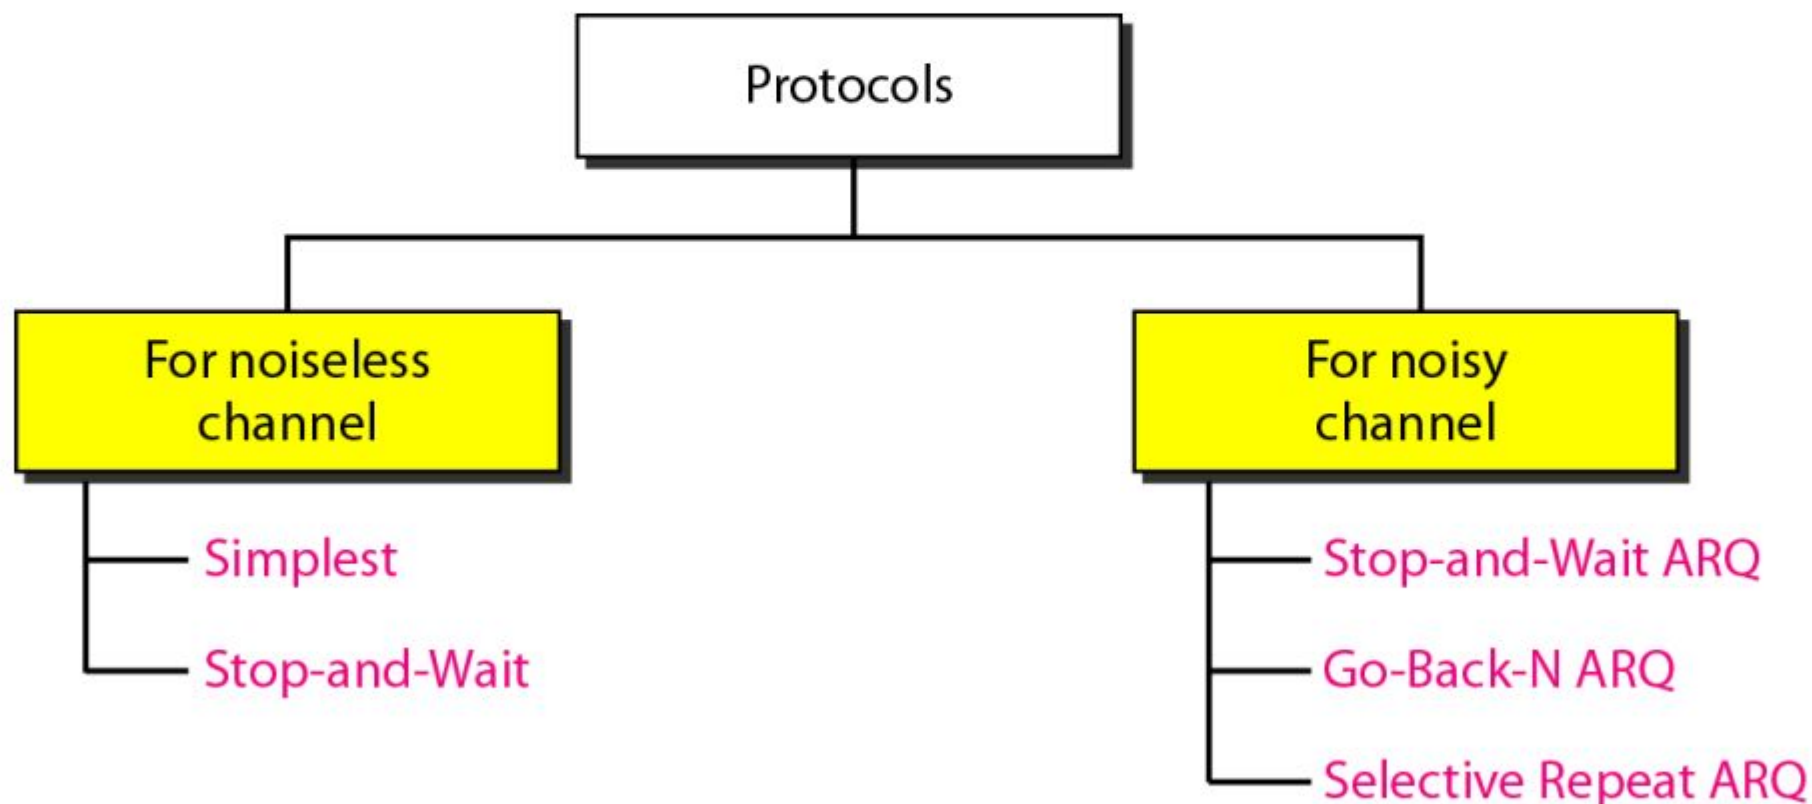 Protocols
For noiseless
channel
Simplest
Stop-and-Wait
For noisy
channel
Stop-and-Wait ARQ
Go-Back-N ARQ
Selective Repeat ARQ